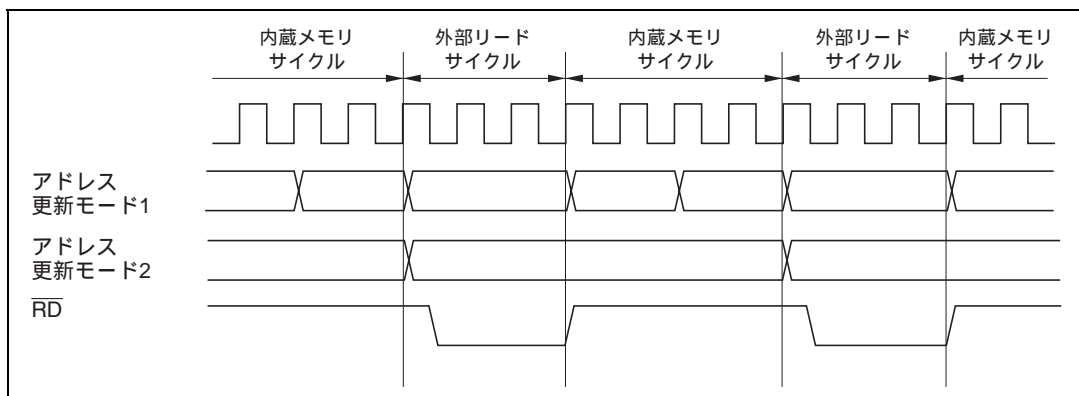 内蔵メモリ
サイクル
外部リード
サイクル
内蔵メモリ
サイクル
外部リード
サイクル
内蔵メモリ
サイクル
アドレス
更新モード1
アドレス
更新モード2
RD